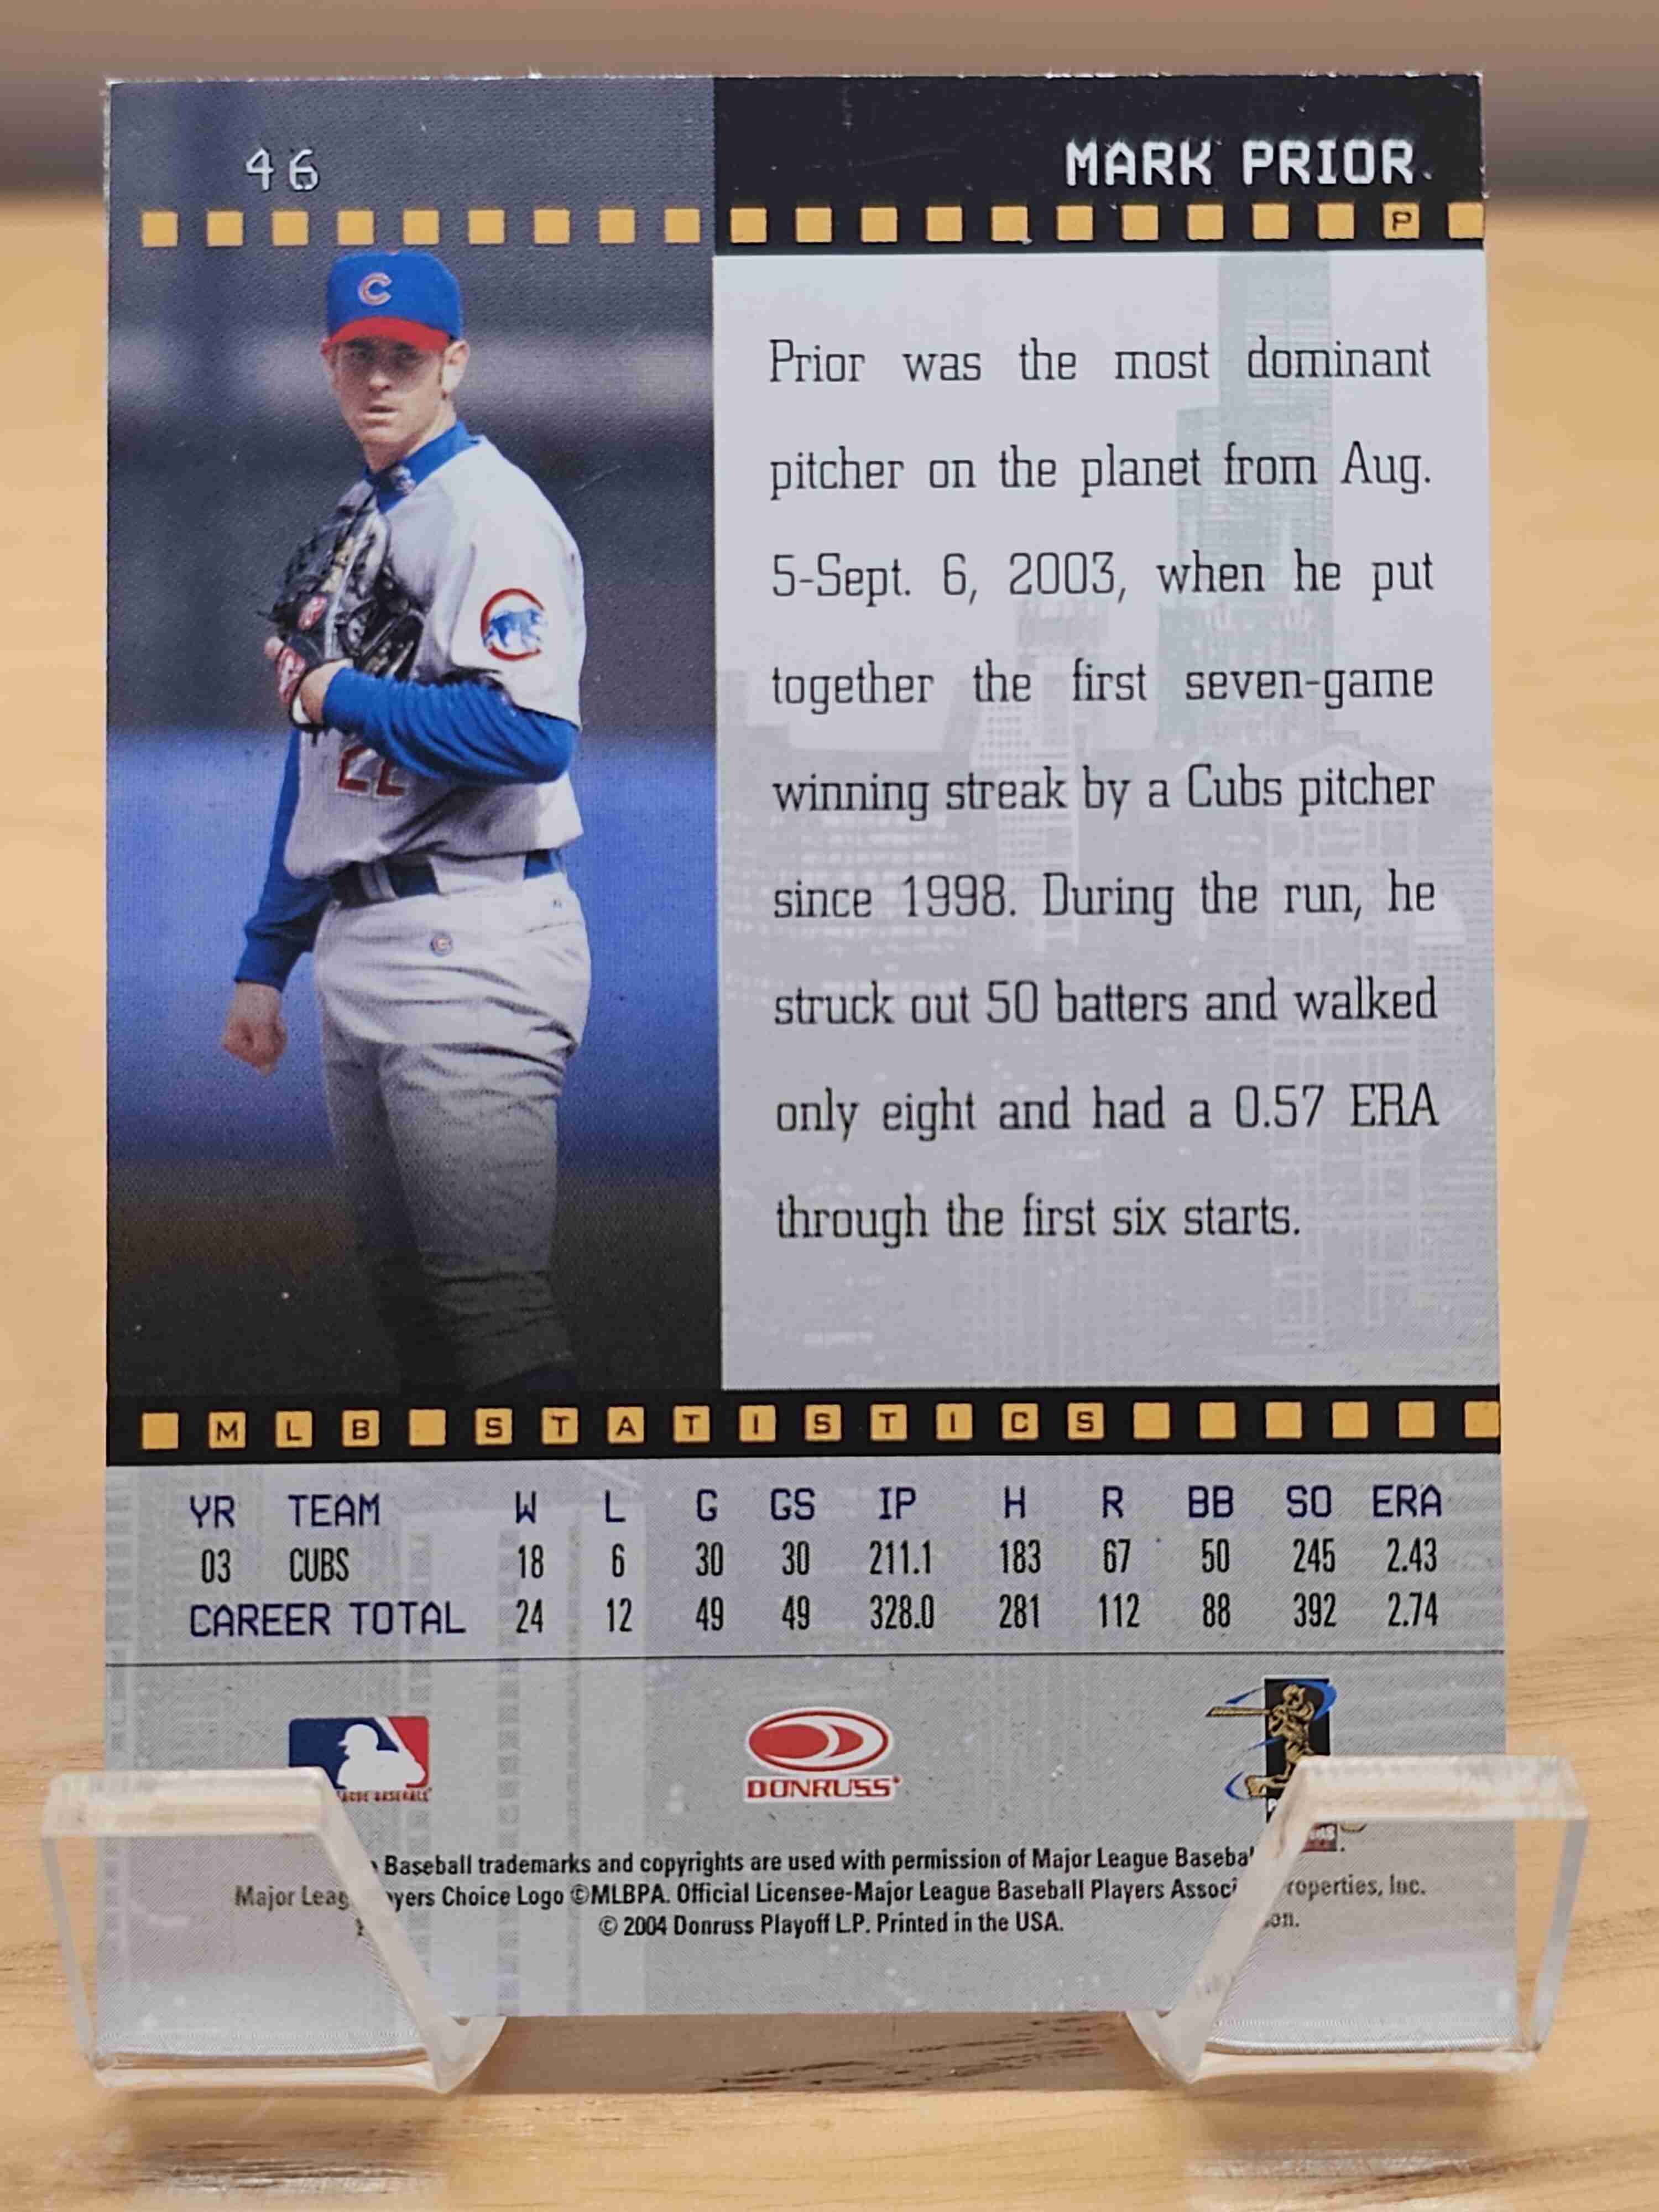 46
MARK PRIOR
P
C
22
Prior was the most dominant
pitcher on the planet from Aug.
5-Sept. 6, 2003, when he put
together the first seven-game
winning streak by a Cubs pitcher
since 1998. During the run, he
struck out 50 batters and walked
only eight and had a 0.57 ERA
through the first six starts.
MLB STATISTICS
YR TEAM W L G GS IP H R BB SO ERA
03 CUBS 18 6 30 30 211.1 183 67 50 245 2.43
CAREER TOTAL 24 12 49 49 328.0 281 112 88 392 2.74
BASEBALL
DONRUSS
Baseball trademarks and copyrights are used with permission of Major League
Major Choice Logo ©MLBPA. Official Licensee-Major League Baseball Players Inc.
© 2004 Donruss Playoff L.P. Printed in the USA.